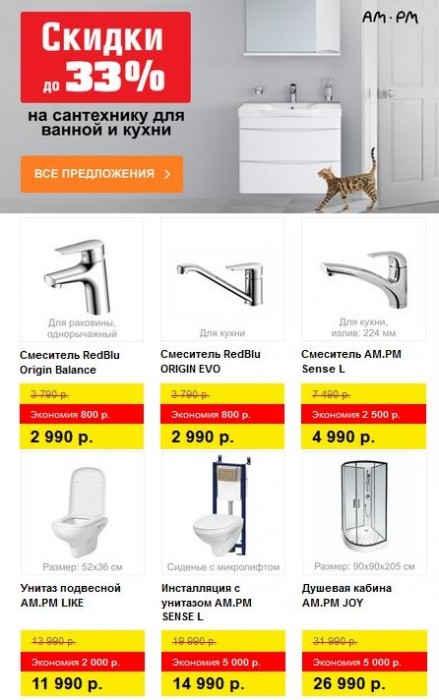 AM·PM
Скидки
до 33%
на сантехнику для
ванной и кухни
ВСЕ ПРЕДЛОЖЕНИЯ >
Для раковины,
однорычажный
Смеситель RedBlu
Origin Balance
3 790 р.
Экономия 800 р.
2 990 р.
Для кухни
Смеситель RedBlu
ORIGIN EVO
3 790 р.
Экономия 800 р.
2 990 р.
Для кухни,
излив: 224 мм
Смеситель AM.PM
Sense L
7 490 р.
Экономия 2 500 р.
4 990 р.
Размер: 52x36 см
Унитаз подвесной
AM.PM LIKE
13 990 р.
Экономия 2 000 р.
11 990 р.
Сиденье с микролифтом
Инсталляция с
унитазом AM.PM
SENSE L
19 990 р.
Экономия 5 000 р.
14 990 р.
Размер: 90x90x205 см
Душевая кабина
AM.PM JOY
31 990 р.
Экономия 5 000 р.
26 990 р.